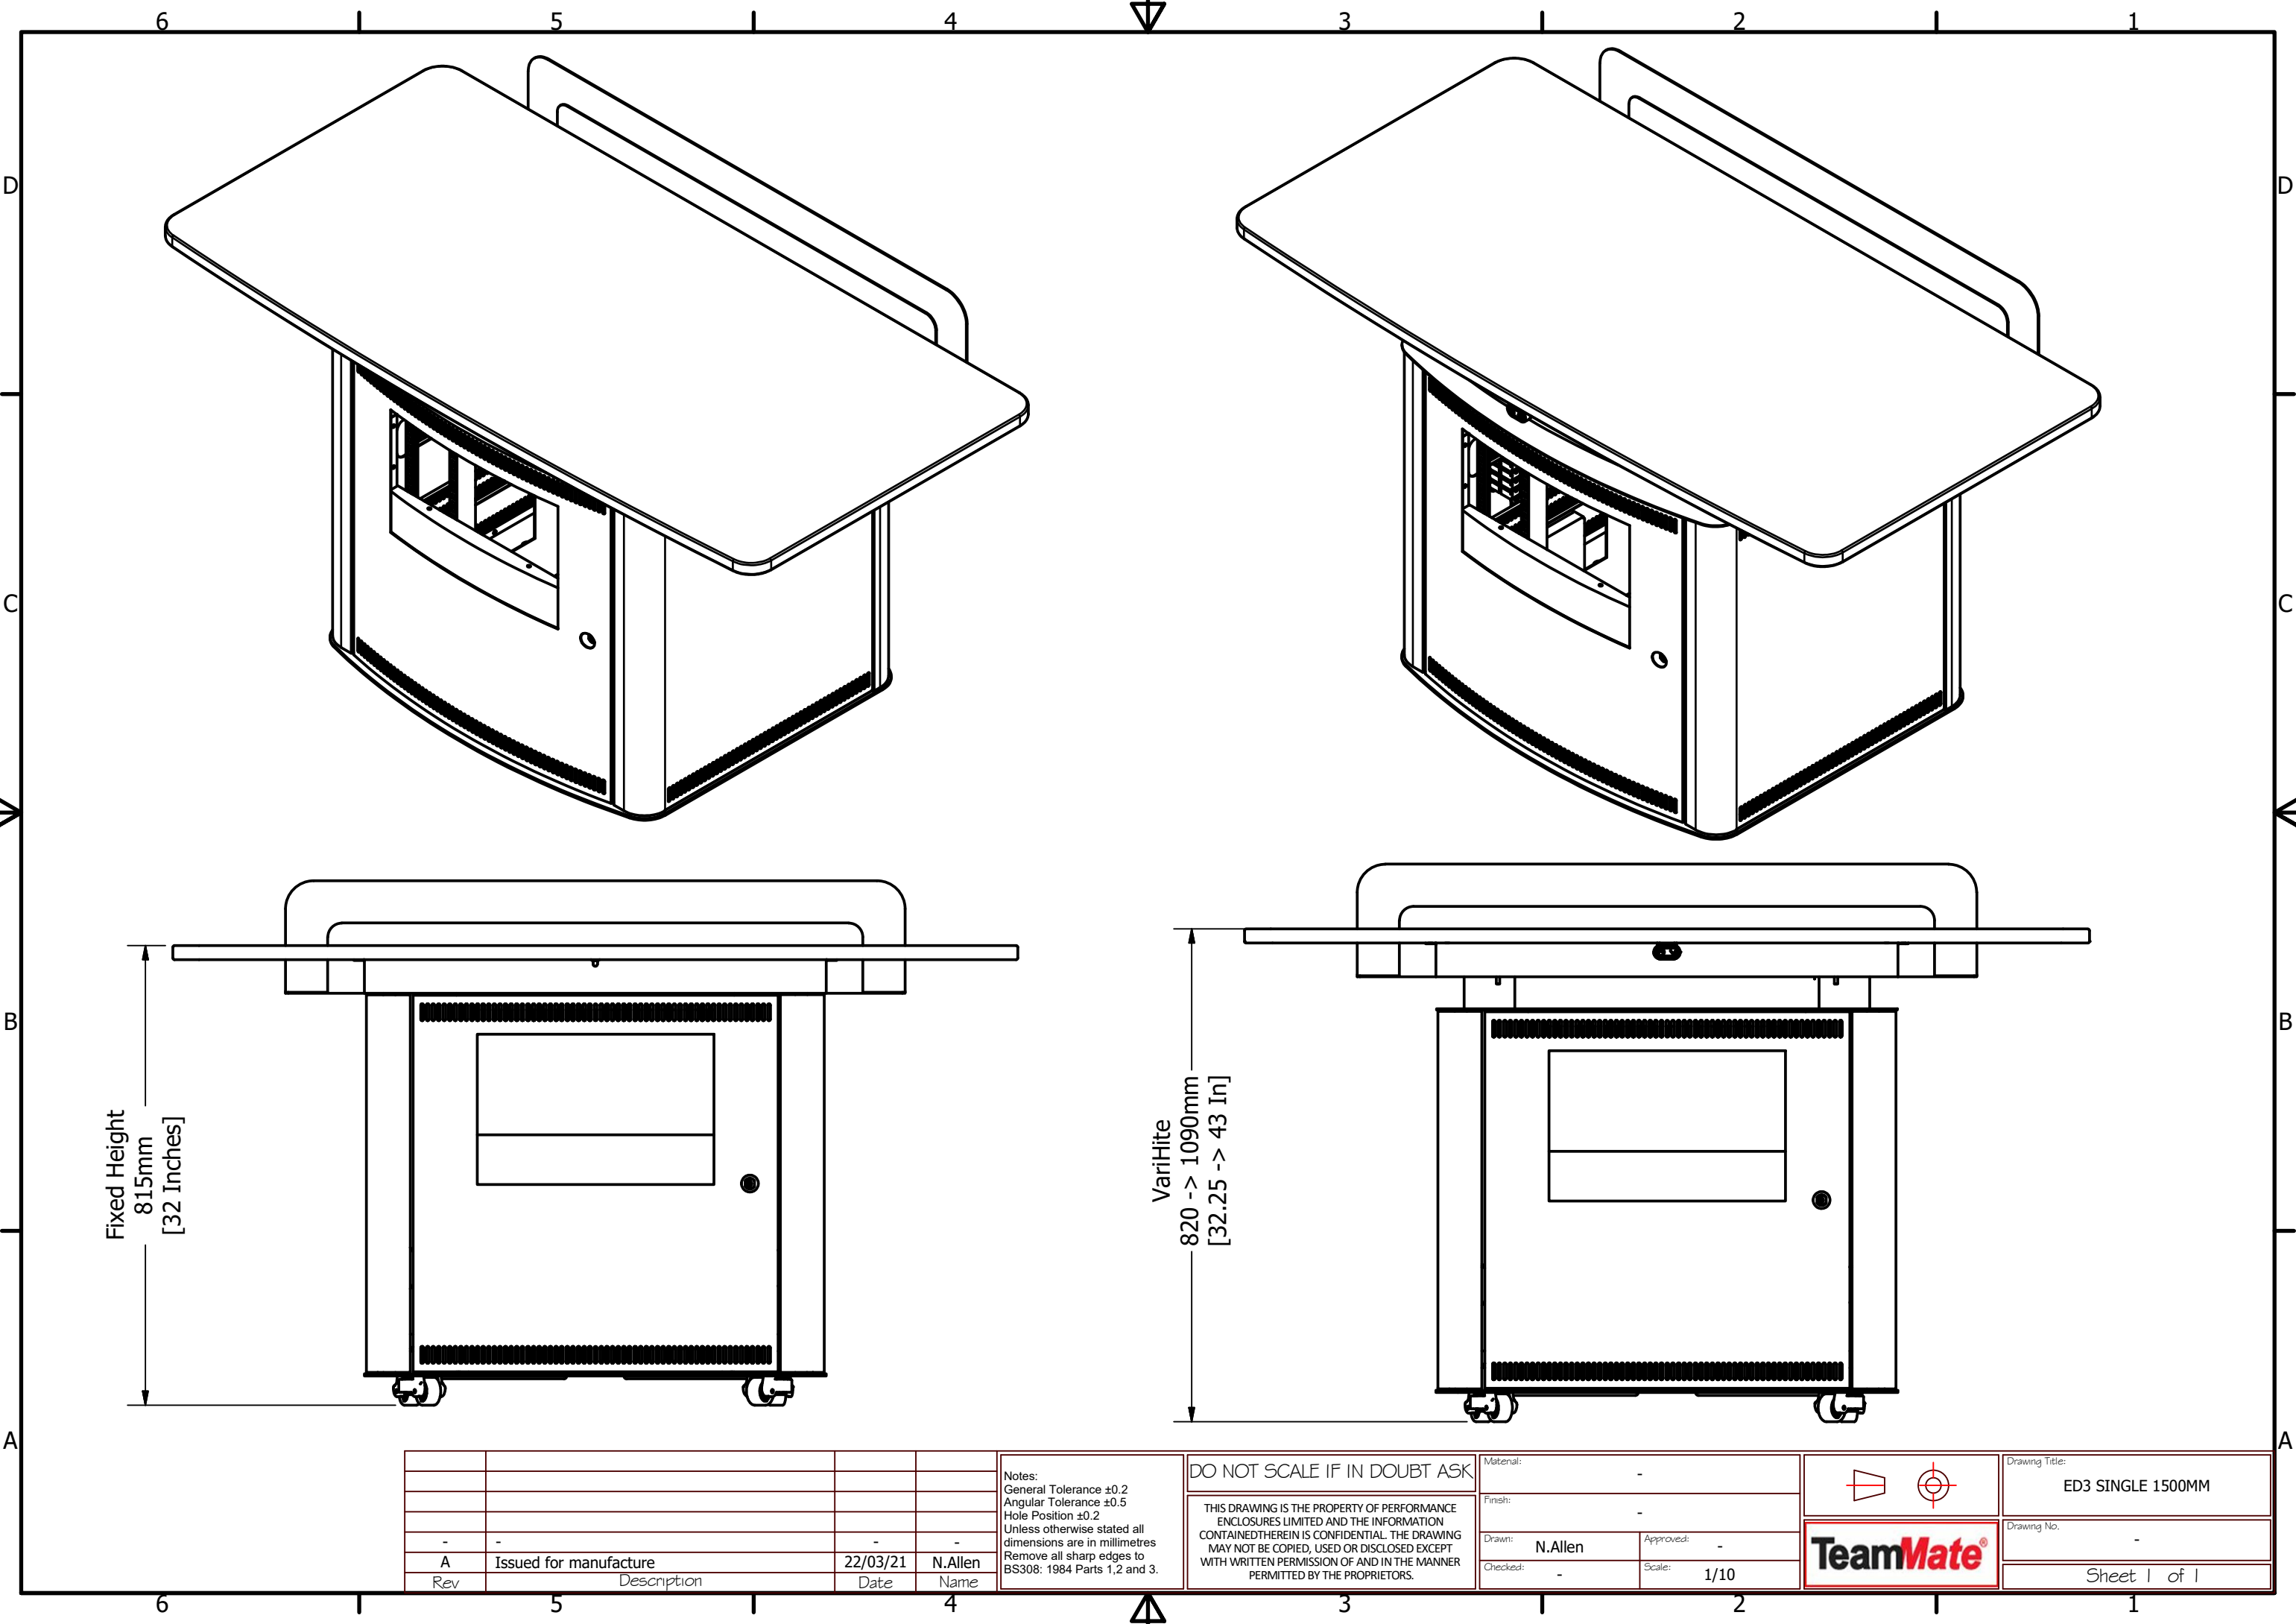 6 5 4 3 2 1
D D
C C
B B
A A
Fixed Height
815mm
[32 Inches]
VariHite
820 -> 1090mm
[32.25 -> 43 In]
- - - -
A Issued for manufacture 22/03/21 N.Allen
Rev Description Date Name
Notes:
General Tolerance ±0.2
Angular Tolerance ±0.5
Hole Position ±0.2
Unless otherwise stated all
dimensions are in millimetres
Remove all sharp edges to
BS308: 1984 Parts 1,2 and 3.
DO NOT SCALE IF IN DOUBT ASK
THIS DRAWING IS THE PROPERTY OF PERFORMANCE
ENCLOSURES LIMITED AND THE INFORMATION
CONTAINEDTHEREIN IS CONFIDENTIAL. THE DRAWING
MAY NOT BE COPIED, USED OR DISCLOSED EXCEPT
WITH WRITTEN PERMISSION OF AND IN THE MANNER
PERMITTED BY THE PROPRIETORS.
Material:
-
Finish:
-
Drawn: N.Allen
Approved: -
Checked: -
Scale: 1/10
TeamMate®
Drawing Title:
ED3 SINGLE 1500MM
Drawing No.
-
Sheet 1 of 1
6 5 4 3 2 1